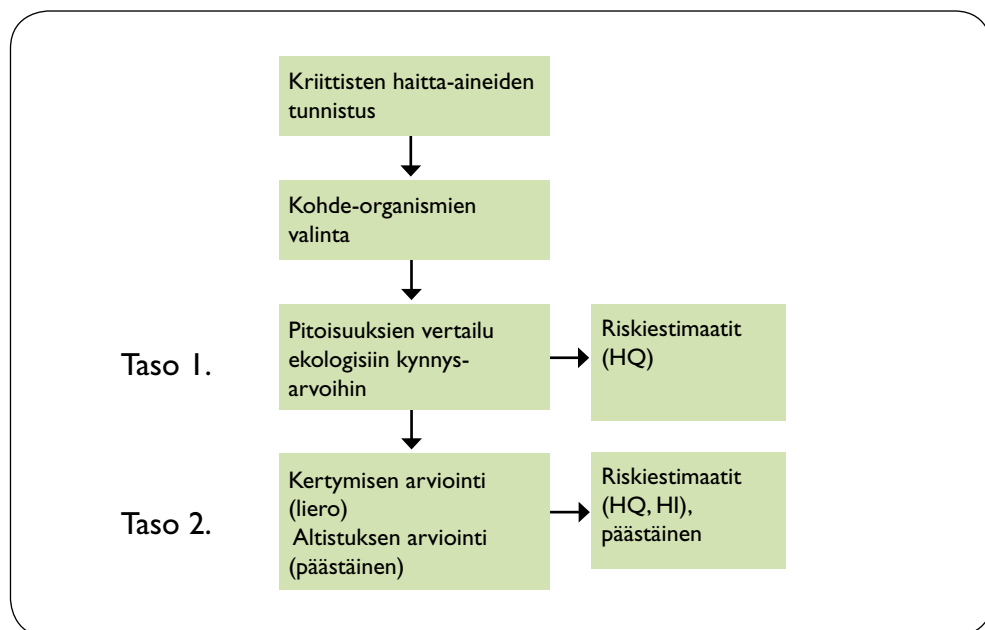 Kriittisten haitta-aineiden
tunnistus
Kohde-organismien
valinta
Taso 1.
Pitoisuuksien vertailu
ekologisiin kynnys-
arvoihin
Riskiestimaatit
(HQ)
Taso 2.
Kertymisen arviointi
(liero)
Altistuksen arviointi
(päästäinen)
Riskiestimaatit
(HQ, HI),
päästäinen